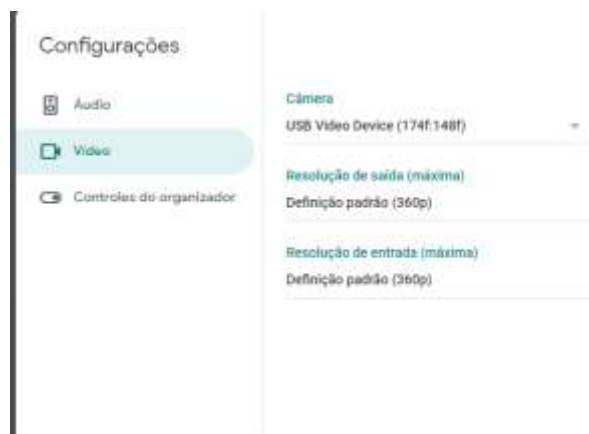 Configurações
Áudio
Vídeo
Controles do organizador
Câmera
USB Video Device (174f:148f)
Resolução de saída (máxima)
Definição padrão (360p)
Resolução de entrada (máxima)
Definição padrão (360p)